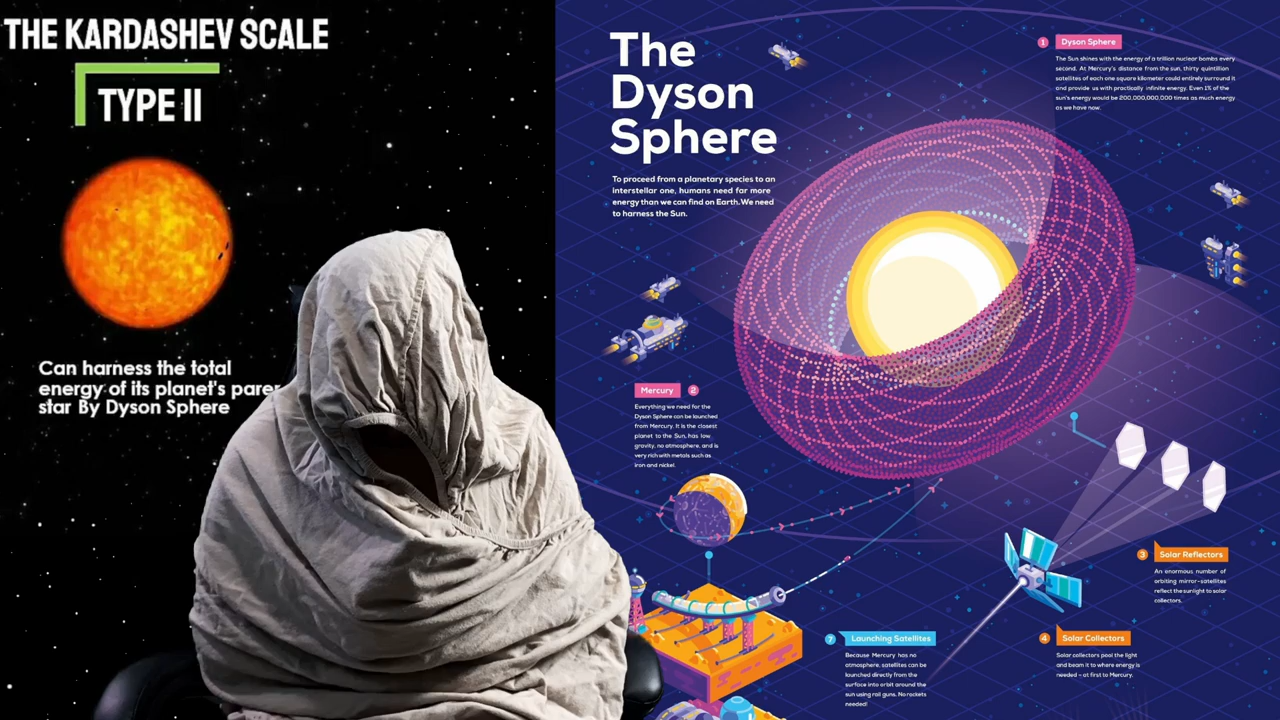 THE KARDASHEV SCALE
TYPE II
Can harness the total
energy of its planet's
star By Dyson Sphere
The
Dyson
Sphere
To proceed from a planetary species to an
interstellar one, humans need far more
energy than we can find on Earth. We need
to harness the Sun.
1 Dyson Sphere
The Sun shines with the energy of a trillion nuclear bombs every
second. At Mercury's distance from the sun, thirty quintillion
satellites of each one square kilometer could entirely surround it
and provide us with practically infinite energy. Even 1% of the
sun's energy would be 200,000,000,000 times as much energy
as we have now.
Mercury 2
Everything we need for the
Dyson Sphere can be launched
from Mercury. It is the closest
planet to the Sun, has low
gravity, no atmosphere, and is
very rich with metals such as
iron and nickel.
3 Solar Reflectors
An enormous number of
orbiting mirror-satellites
reflect the sunlight to solar
collectors.
4 Solar Collectors
Solar collectors pool the light
and beam it to where energy is
needed – at first to Mercury.
7 Launching Satellites
Because Mercury has no
atmosphere, satellites can be
launched directly from the
surface into orbit around the
sun using rail guns. No rockets
needed!